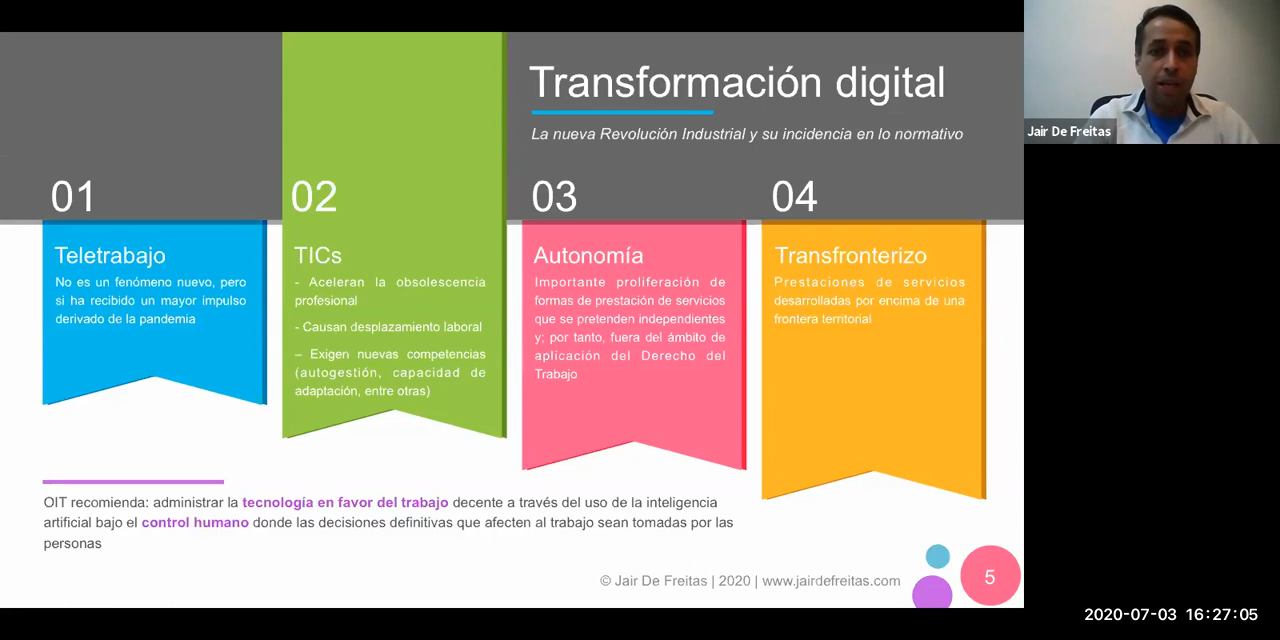 Transformación digital
La nueva Revolución Industrial y su incidencia en lo normativo
01
Teletrabajo
No es un fenómeno nuevo, pero
si ha recibido un mayor impulso
derivado de la pandemia
02
TICs
- Aceleran la obsolescencia
profesional
- Causan desplazamiento laboral
– Exigen nuevas competencias
(autogestión, capacidad de
adaptación, entre otras)
03
Autonomía
Importante proliferación de
formas de prestación de servicios
que se pretenden independientes
y; por tanto, fuera del ámbito de
aplicación del Derecho del
Trabajo
04
Transfronterizo
Prestaciones de servicios
desarrolladas por encima de una
frontera territorial
OIT recomienda: administrar la tecnología en favor del trabajo decente a través del uso de la inteligencia
artificial bajo el control humano donde las decisiones definitivas que afecten al trabajo sean tomadas por las
personas
© Jair De Freitas | 2020 | www.jairdefreitas.com
5
Jair De Freitas
2020-07-03 16:27:05